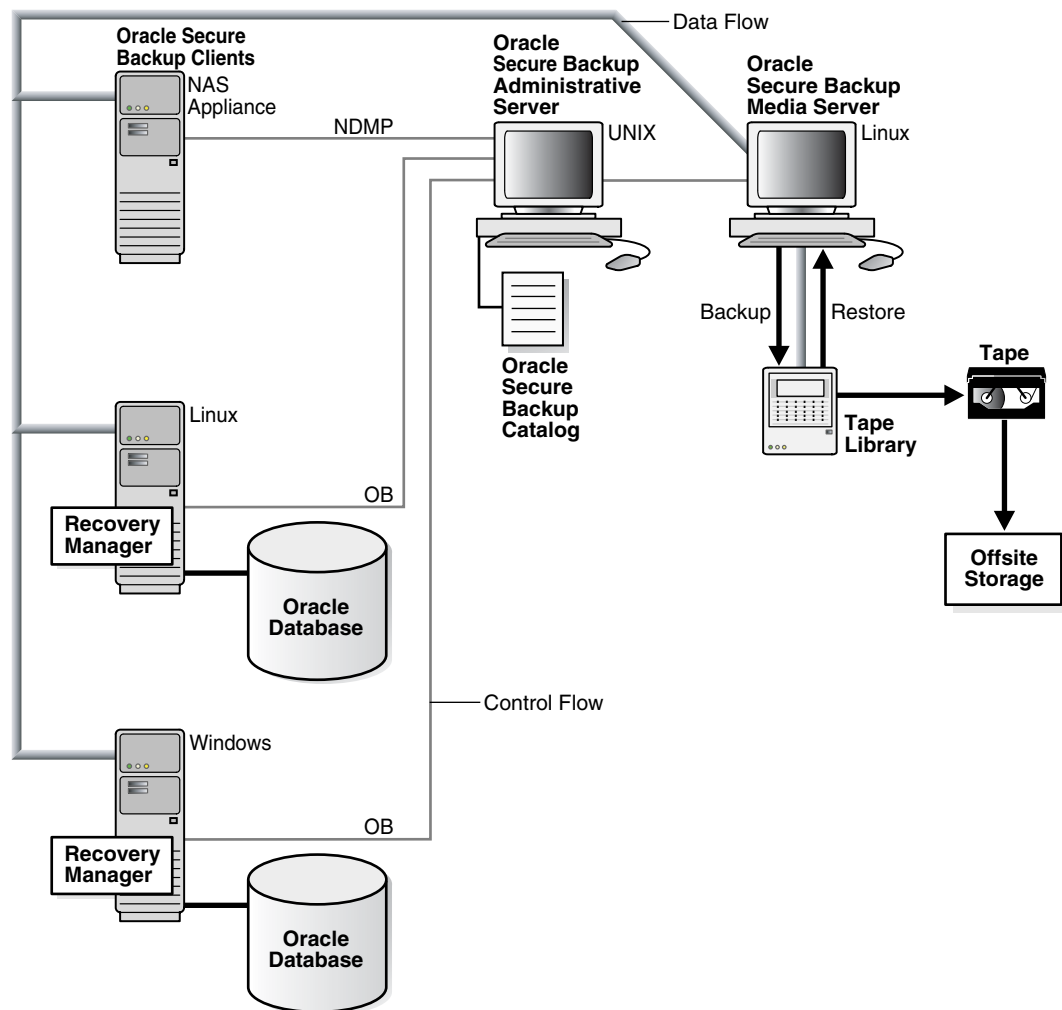 Data Flow
Oracle Secure
Backup Clients
NAS
Appliance
NDMP
Oracle
Secure Backup
Administrative
Server
UNIX
Oracle
Secure Backup
Media Server
Linux
Backup
Restore
Oracle
Secure
Backup
Catalog
Tape
Library
Tape
Offsite
Storage
Linux
OB
Recovery
Manager
Oracle
Database
Control Flow
Windows
OB
Recovery
Manager
Oracle
Database